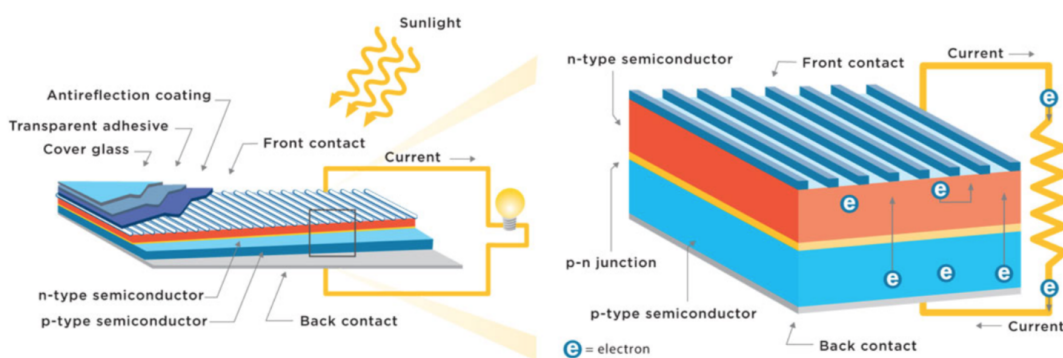 Sunlight
Antireflection coating
Transparent adhesive
Cover glass
Front contact
Current
n-type semiconductor
p-type semiconductor
Back contact
n-type semiconductor
Front contact
Current
e
e
e
p-n junction
e
e
e
e
p-type semiconductor
Current
Back contact
e = electron